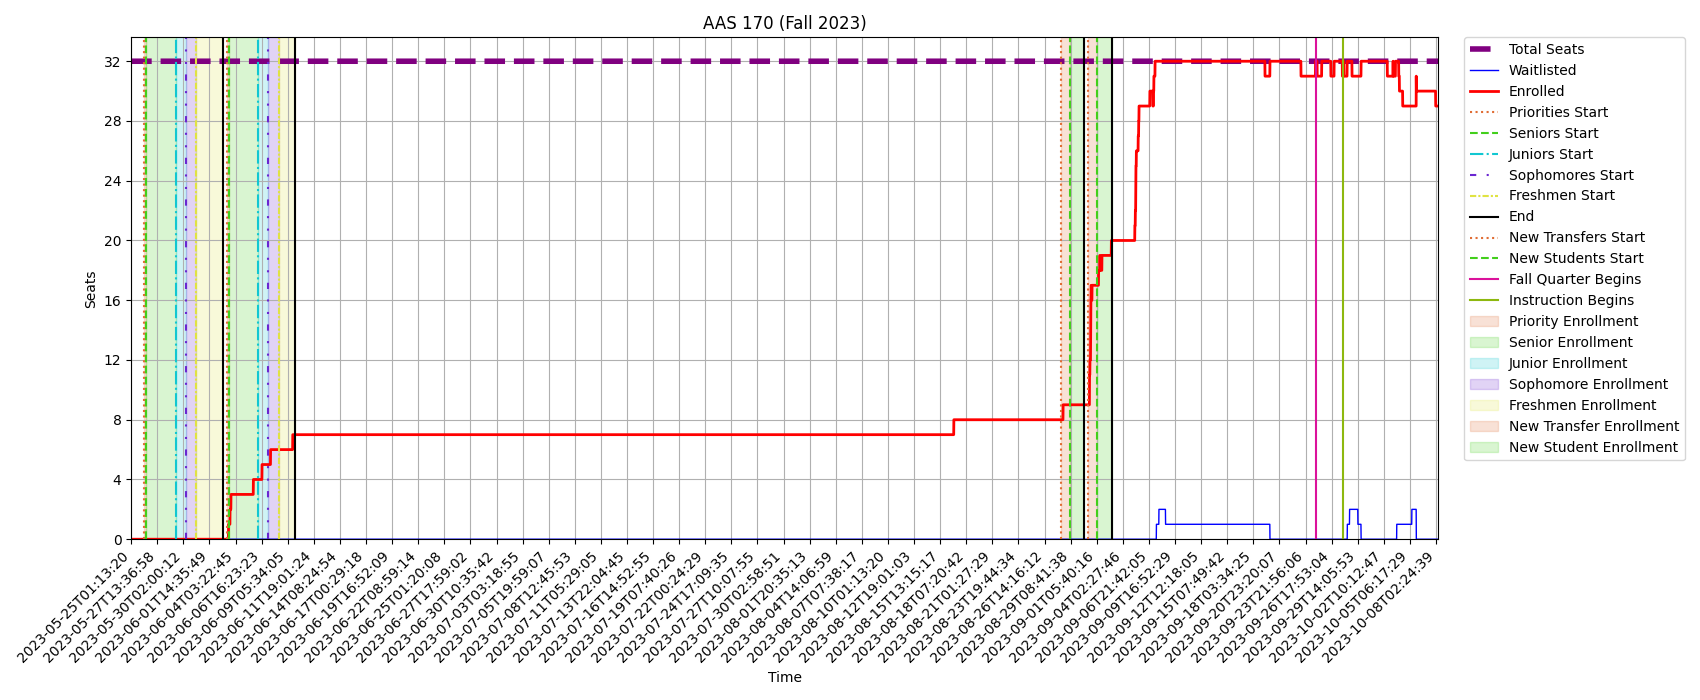 AAS 170 (Fall 2023)
Seats
32
28
24
20
16
12
8
4
0
2023-05-25T01:13:20
2023-05-27T13:36:58
2023-05-30T02:00:12
2023-06-01T14:35:49
2023-06-04T03:22:45
2023-06-06T16:23:23
2023-06-09T05:34:05
2023-06-11T19:01:24
2023-06-14T08:24:54
2023-06-17T00:29:18
2023-06-19T16:52:09
2023-06-22T08:59:14
2023-06-25T01:20:08
2023-06-27T17:59:02
2023-06-30T10:35:42
2023-07-03T03:18:55
2023-07-05T19:59:07
2023-07-08T12:45:53
2023-07-11T05:29:05
2023-07-13T22:04:45
2023-07-16T14:52:55
2023-07-19T07:40:26
2023-07-22T00:24:29
2023-07-24T17:09:35
2023-07-27T10:07:55
2023-07-30T02:58:51
2023-08-01T20:35:13
2023-08-04T14:06:59
2023-08-07T07:38:17
2023-08-10T01:13:20
2023-08-12T19:01:03
2023-08-15T13:15:17
2023-08-18T07:20:42
2023-08-21T01:27:29
2023-08-23T19:44:34
2023-08-26T14:16:12
2023-08-29T08:41:38
2023-09-01T05:40:16
2023-09-04T02:27:46
2023-09-06T21:42:05
2023-09-09T16:52:29
2023-09-12T12:18:05
2023-09-15T07:49:42
2023-09-18T03:34:25
2023-09-20T23:20:07
2023-09-23T21:56:06
2023-09-26T17:53:04
2023-09-29T14:05:53
2023-10-02T10:12:47
2023-10-05T06:17:29
2023-10-08T02:24:39
Time
Total Seats
Waitlisted
Enrolled
Priorities Start
Seniors Start
Juniors Start
Sophomores Start
Freshmen Start
End
New Transfers Start
New Students Start
Fall Quarter Begins
Instruction Begins
Priority Enrollment
Senior Enrollment
Junior Enrollment
Sophomore Enrollment
Freshmen Enrollment
New Transfer Enrollment
New Student Enrollment